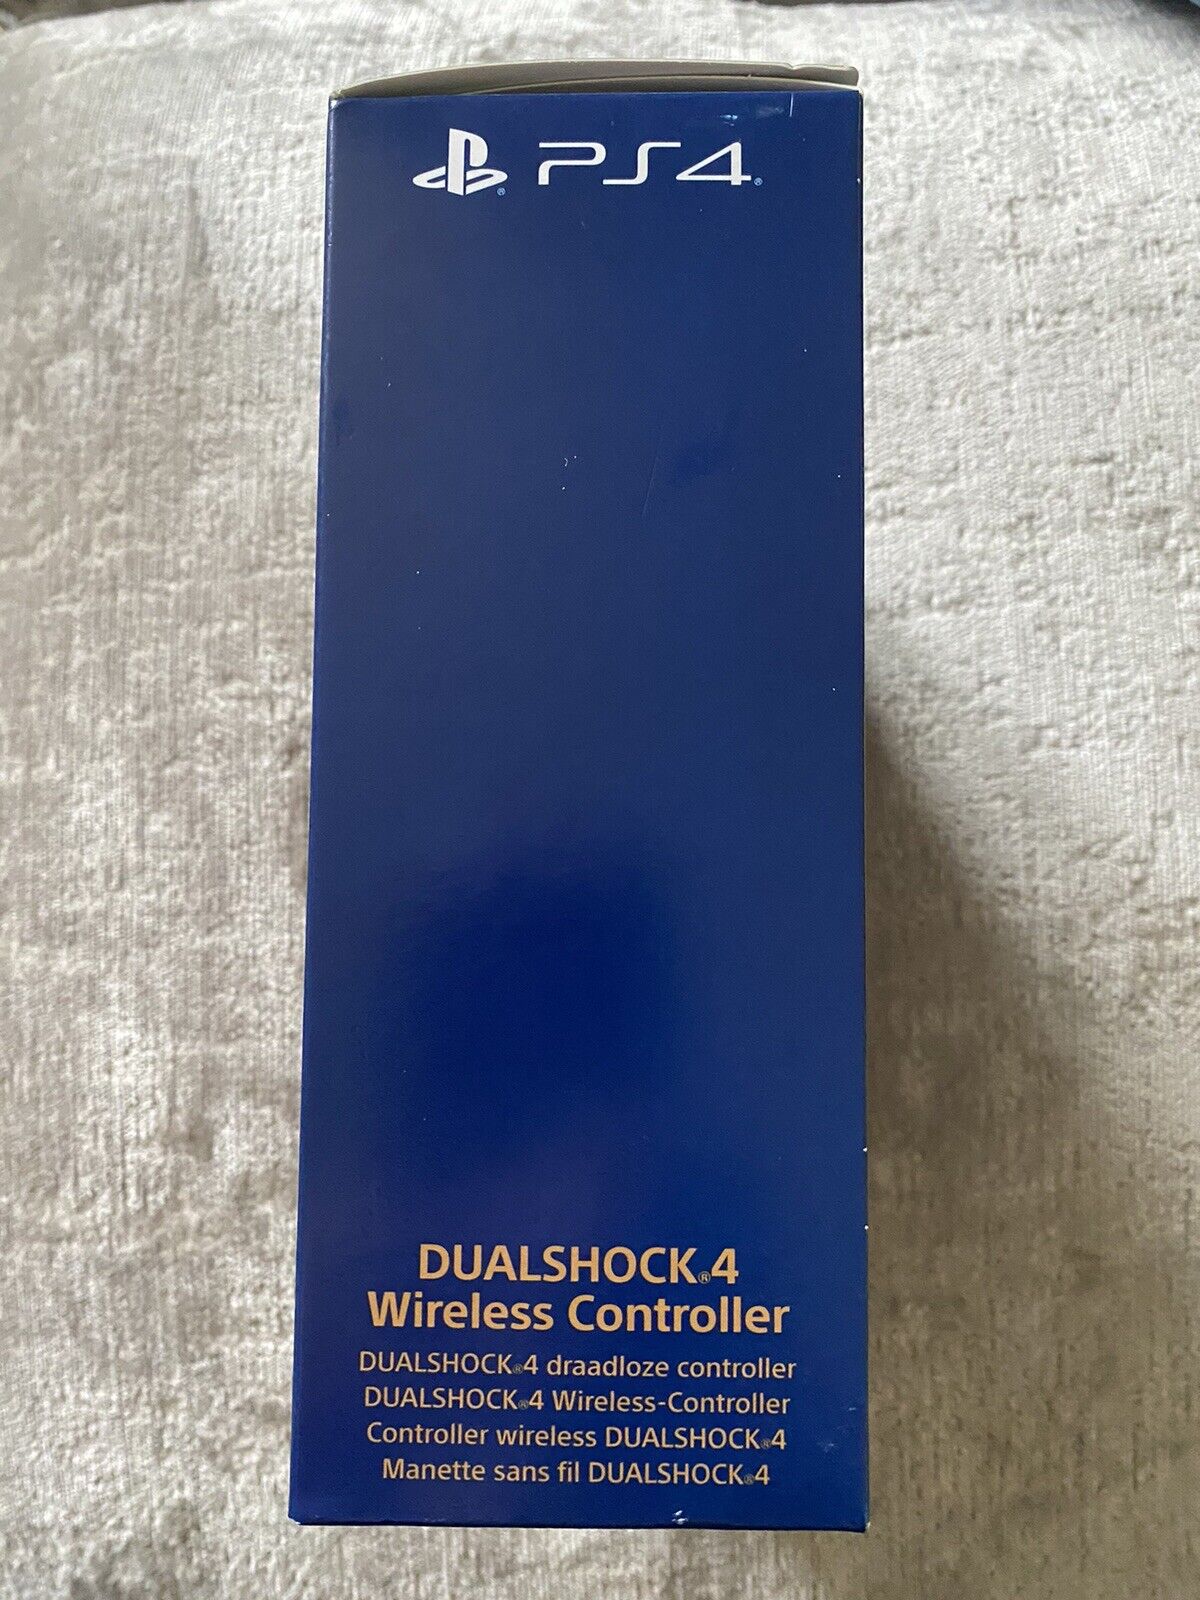 PS4
DUALSHOCK®4
Wireless Controller
DUALSHOCK®4 draadloze controller
DUALSHOCK®4 Wireless-Controller
Controller wireless DUALSHOCK®4
Manette sans fil DUALSHOCK®4